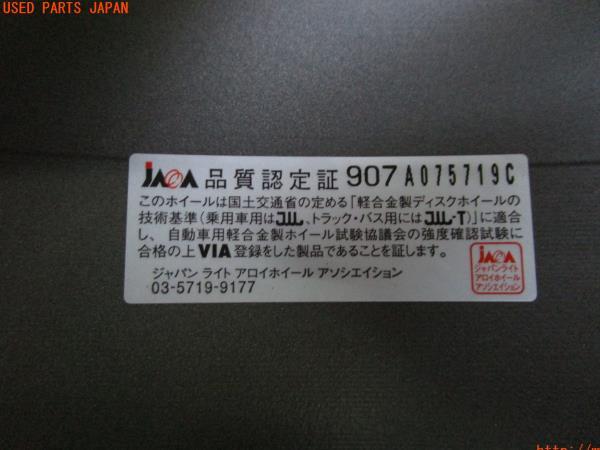 USED PARTS JAPAN
JAWA 品質認定証 907 A075719C
このホイールは国土交通省の定める「軽合金製ディスクホイールの
技術基準(乗用車用はJWL、トラック・バス用にはJWL-T)」に適合
し、自動車用軽合金製ホイール試験協議会の強度確認試験に
合格の上VIA登録をした製品であることを証します。
ジャパン ライト アロイホイール アソシエイション
03-5719-9177
JAWA
ジャパンライト
アロイホイール
アソシエイション